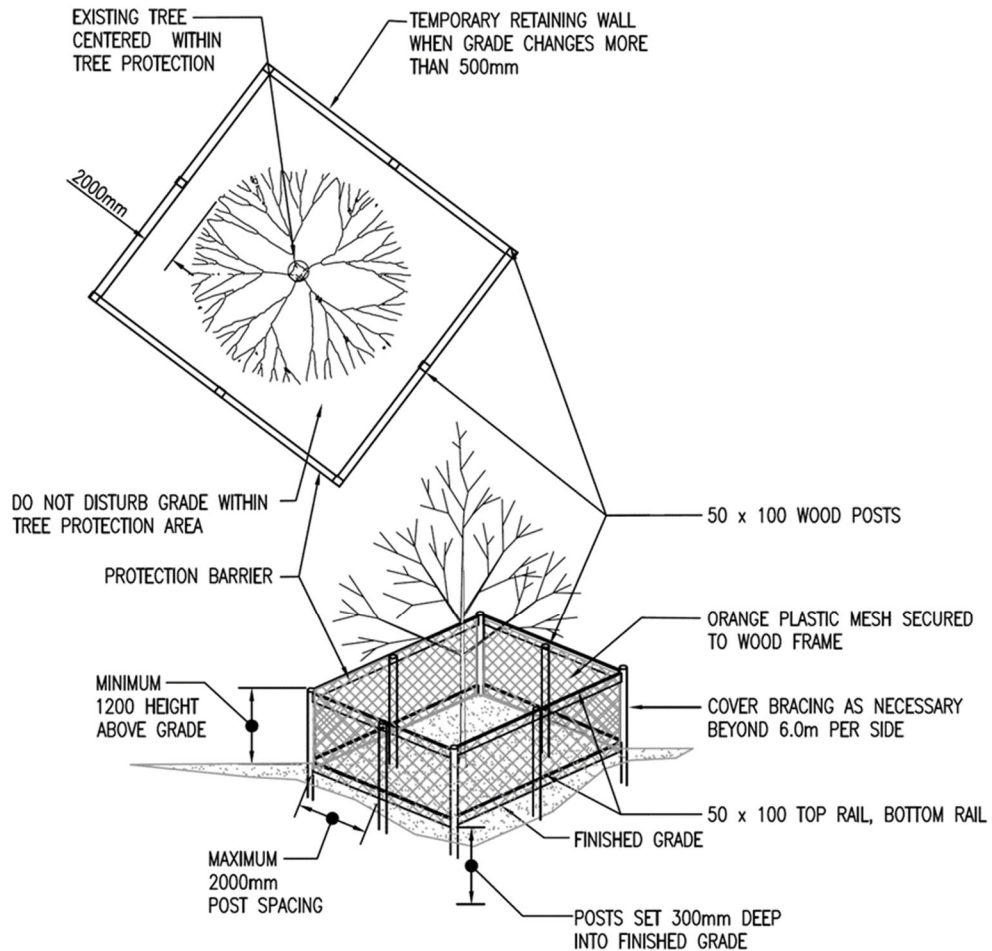 EXISTING TREE
CENTERED WITHIN
TREE PROTECTION
TEMPORARY RETAINING WALL
WHEN GRADE CHANGES MORE
THAN 500mm
2000mm
DO NOT DISTURB GRADE WITHIN
TREE PROTECTION AREA
50 x 100 WOOD POSTS
PROTECTION BARRIER
ORANGE PLASTIC MESH SECURED
TO WOOD FRAME
MINIMUM
1200 HEIGHT
ABOVE GRADE
COVER BRACING AS NECESSARY
BEYOND 6.0m PER SIDE
50 x 100 TOP RAIL, BOTTOM RAIL
FINISHED GRADE
MAXIMUM
2000mm
POST SPACING
POSTS SET 300mm DEEP
INTO FINISHED GRADE